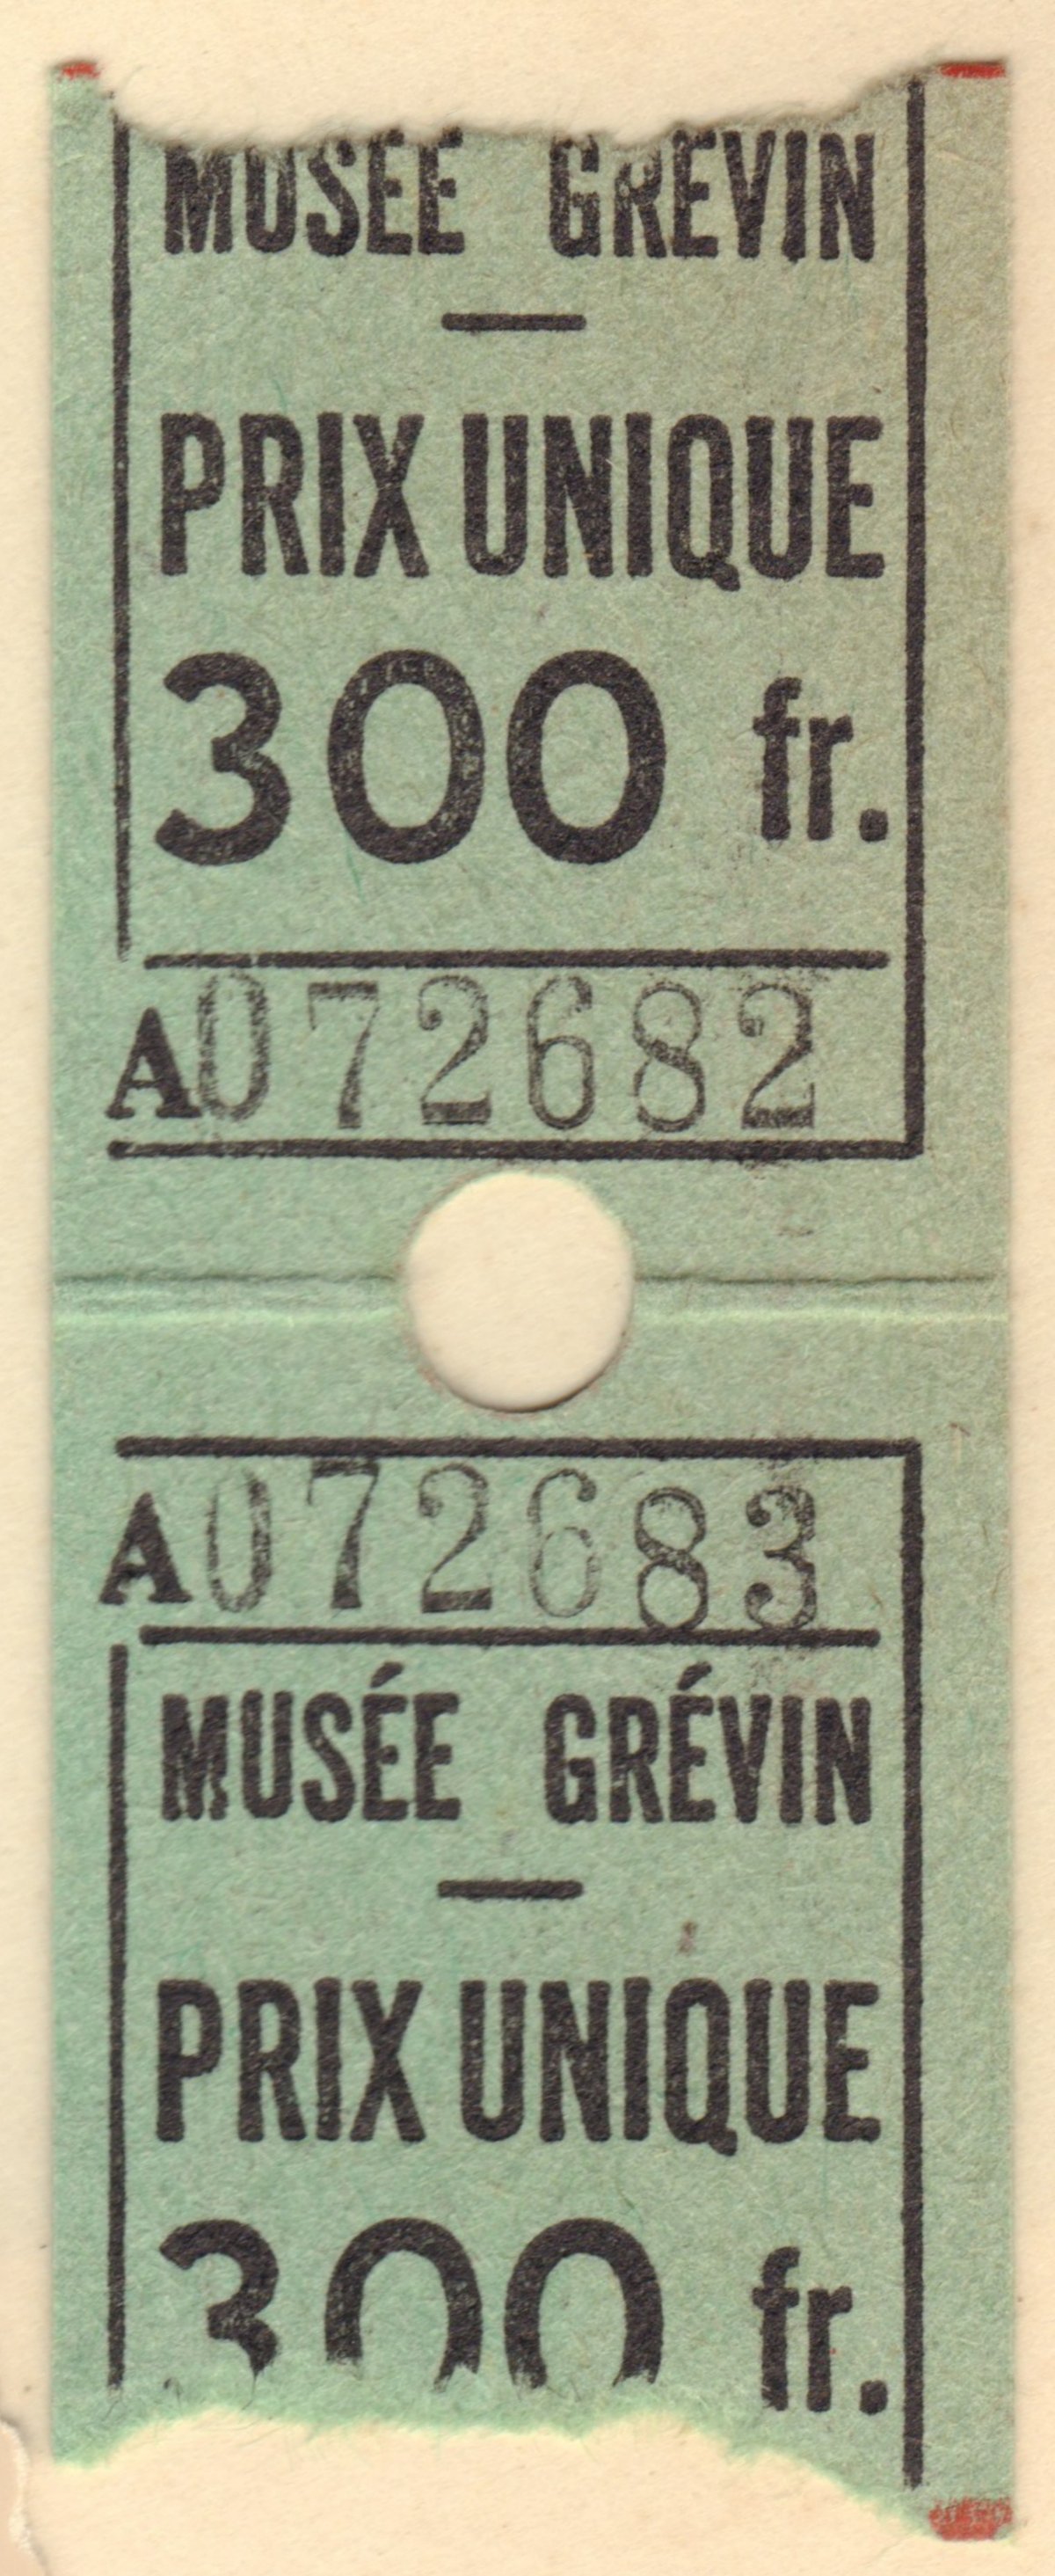 MUSÉE GRÉVIN
PRIX UNIQUE
300 fr.
A072682
A072683
MUSÉE GRÉVIN
PRIX UNIQUE
300 fr.